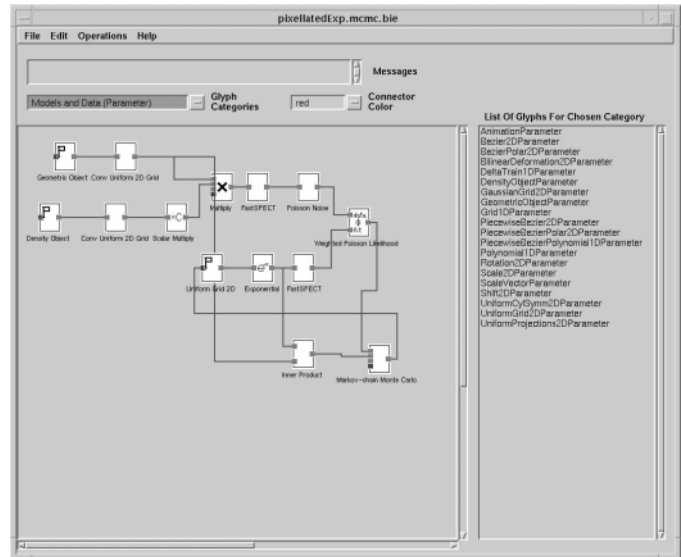 pixellatedExp.mcmc.bie
File Edit Operations Help
Messages
Models and Data (Parameter)
Glyph Categories
red
Connector Color
List Of Glyphs For Chosen Category
AnimationParameter
Bezier2DParameter
BezierPolar2DParameter
BilinearDeformation2DParameter
DeltaTrain1DParameter
DensityObjectParameter
GaussianGrid2DParameter
GeometricObjectParameter
Grid1DParameter
PiecewiseBezier2DParameter
PiecewiseBezierPolar2DParameter
PiecewiseBezierPolynomial1DParameter
Polynomial1DParameter
Rotation2DParameter
Scale2DParameter
ScaleVectorParameter
Shift2DParameter
UniformCylSymm2DParameter
UniformGrid2DParameter
UniformProjections2DParameter
P
Geometric Object
Conv Uniform 2D Grid
Multiply
FastSPECT
Poisson Noise
P
Density Object
Conv Uniform 2D Grid
×C
Scalar Multiply
Weighted Poisson Likelihood
P
Uniform Grid 2D
Exponential
FastSPECT
Inner Product
Markov-chain Monte Carlo